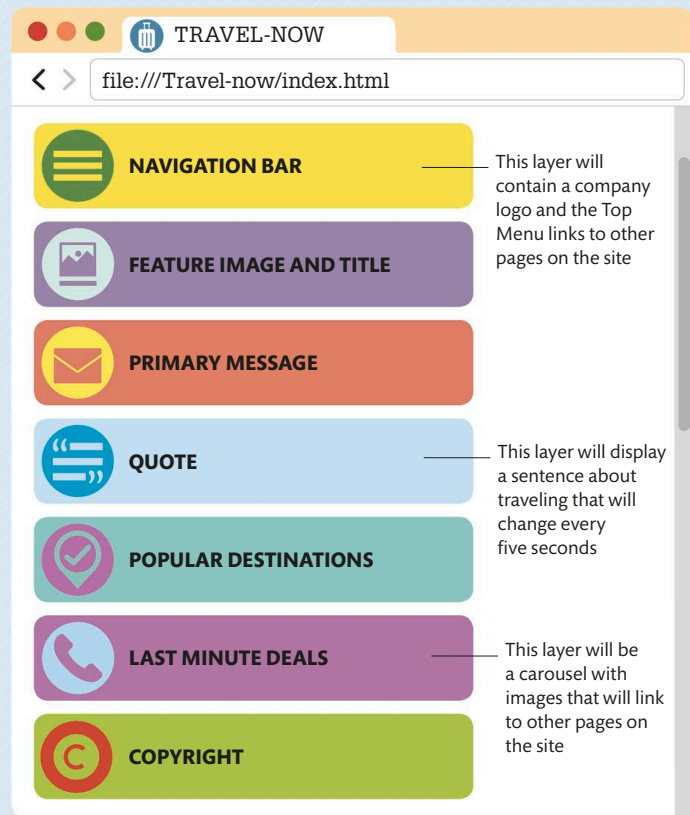 TRAVEL-NOW
file:///Travel-now/index.html
NAVIGATION BAR
This layer will
contain a company
logo and the Top
Menu links to other
pages on the site
FEATURE IMAGE AND TITLE
PRIMARY MESSAGE
QUOTE
This layer will display
a sentence about
traveling that will
change every
five seconds
POPULAR DESTINATIONS
LAST MINUTE DEALS
This layer will be
a carousel with
images that will link
to other pages on
the site
C
COPYRIGHT